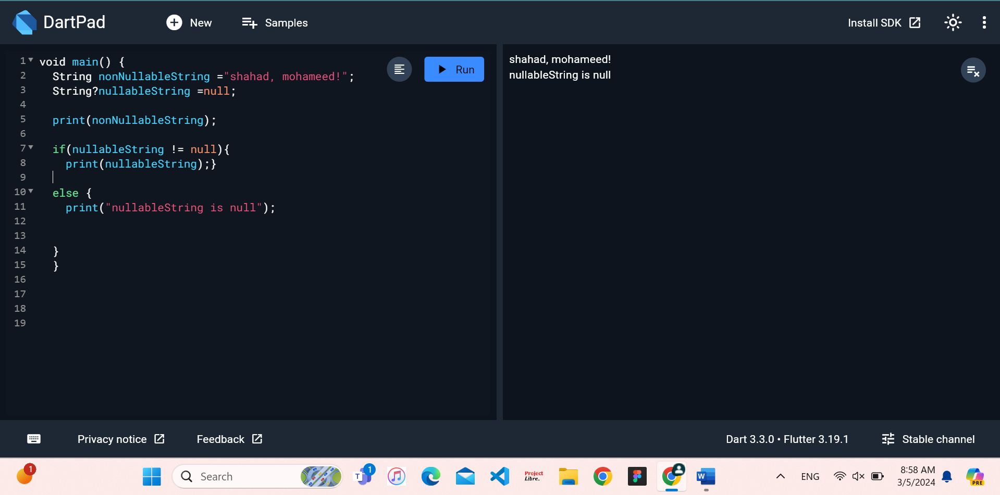 DartPad
New
Samples
Install SDK
1 void main() {
2 String nonNullableString ="shahad, mohameed!";
3 String?nullableString =null;
4
5 print(nonNullableString);
6
7 if(nullableString != null){
8 print(nullableString);}
9
10 else {
11 print("nullableString is null");
12
13
14 }
15 }
16
17
18
19
Run
shahad, mohameed!
nullableString is null
Privacy notice
Feedback
Dart 3.3.0 • Flutter 3.19.1
Stable channel
1
Search
T
1
Project
Libre..
W
ENG
8:58 AM
3/5/2024
PRE